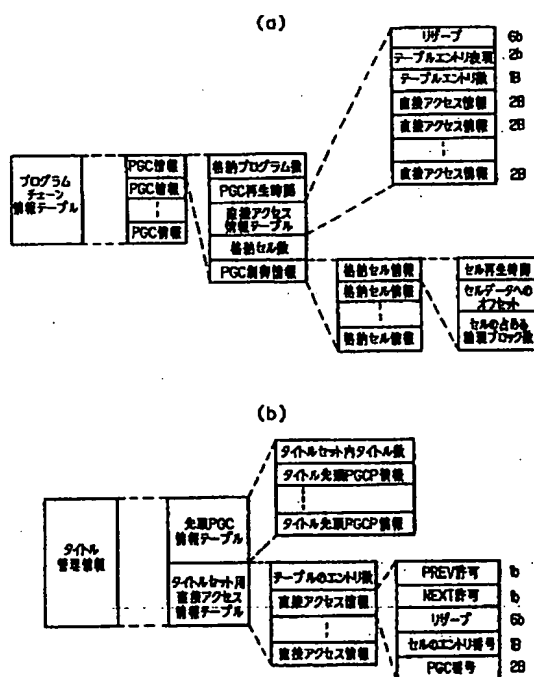 (a)
リザーブ 6b
テーブルエントリ表現 2b
テーブルエントリ数 1B
直接アクセス情報 2B
直接アクセス情報 2B
直接アクセス情報 2B
プログラム
チェーン
情報テーブル
PGC情報
PGC情報
PGC情報
格納プログラム数
PGC再生時間
直接アクセス
情報テーブル
格納セル数
PGC制御情報
格納セル情報
格納セル情報
格納セル情報
セル再生時間
セルデータへの
オフセット
セルの占める
論理ブロック数
(b)
タイトルセット内タイトル数
タイトル先頭PGCP情報
タイトル先頭PGCP情報
タイトル
管理情報
先頭PGC
情報テーブル
タイトルセット用
直接アクセス
情報テーブル
テーブルのエントリ数
直接アクセス情報
直接アクセス情報
PREV許可 1b
NEXT許可 1b
リザーブ 6b
セルのエントリ番号 1B
PGC番号 2B